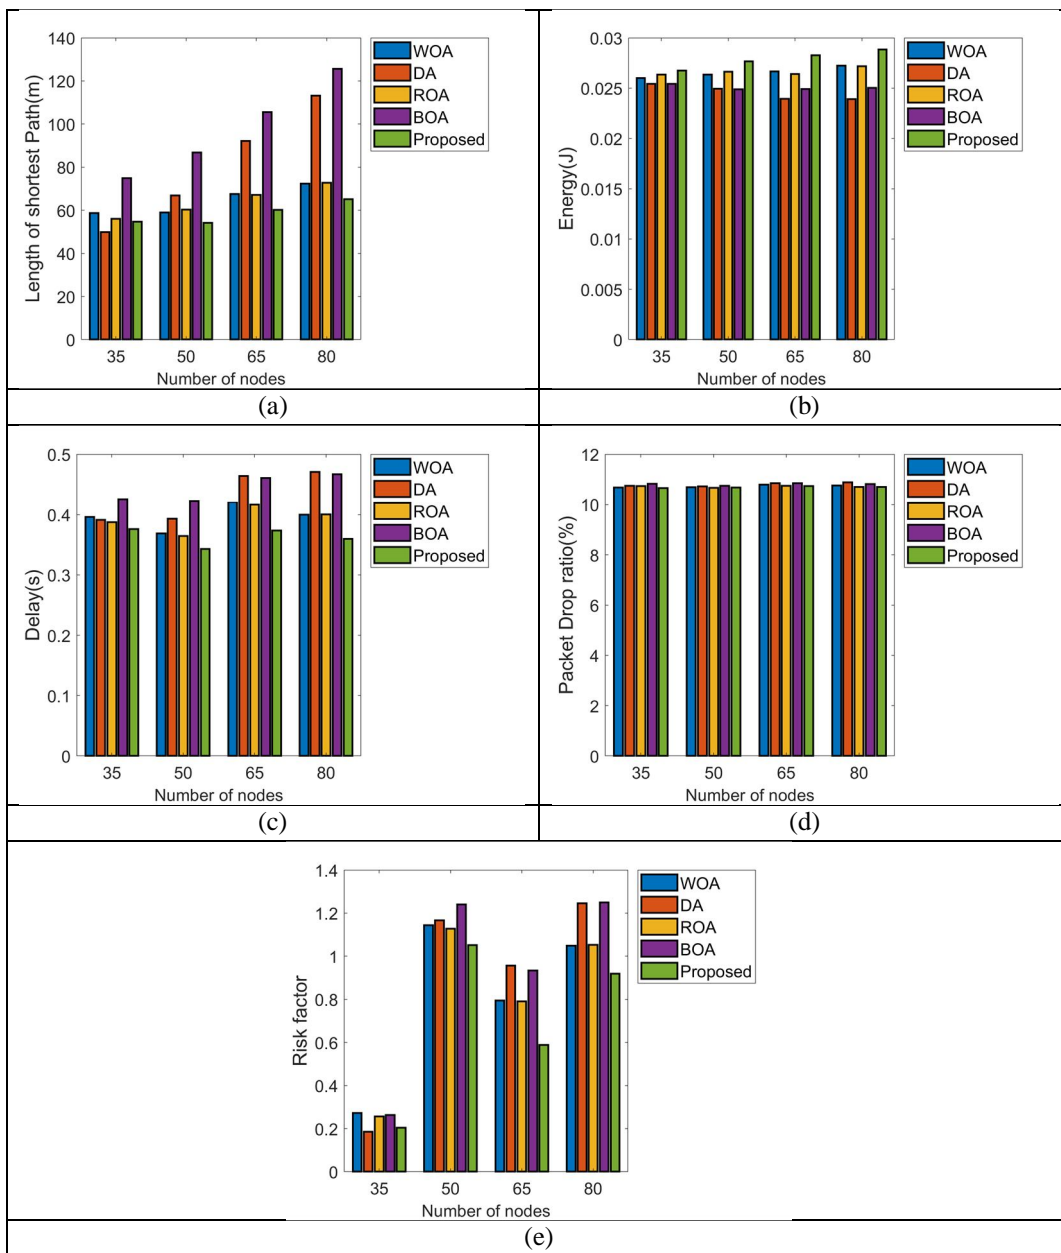 140
120
100
80
60
40
20
0
Length of shortest Path(m)
35 50 65 80
Number of nodes
WOA
DA
ROA
BOA
Proposed
(a)
0.03
0.025
0.02
0.015
0.01
0.005
0
Energy(J)
35 50 65 80
Number of nodes
WOA
DA
ROA
BOA
Proposed
(b)
0.5
0.4
0.3
0.2
0.1
0
Delay(s)
35 50 65 80
Number of nodes
WOA
DA
ROA
BOA
Proposed
(c)
12
10
8
6
4
2
0
Packet Drop ratio(%)
35 50 65 80
Number of nodes
WOA
DA
ROA
BOA
Proposed
(d)
1.4
1.2
1
0.8
0.6
0.4
0.2
0
Risk factor
35 50 65 80
Number of nodes
WOA
DA
ROA
BOA
Proposed
(e)